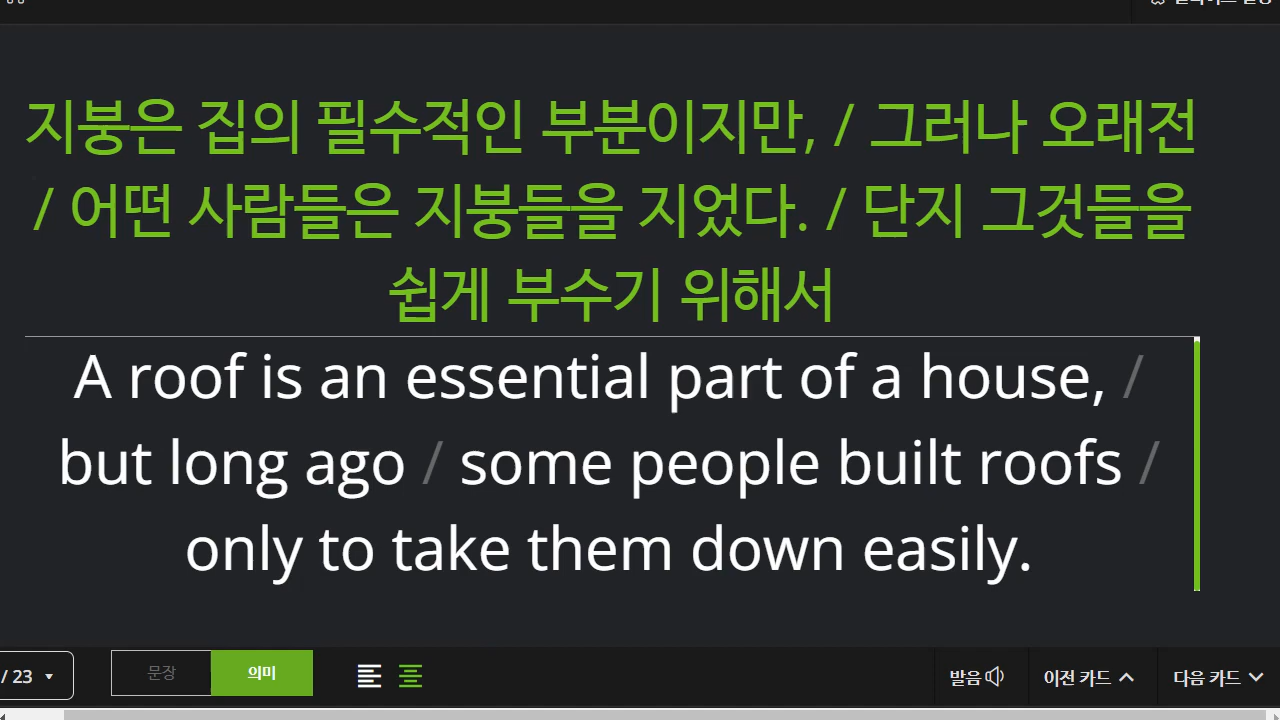 지붕은 집의 필수적인 부분이지만, / 그러나 오래전
/ 어떤 사람들은 지붕들을 지었다. / 단지 그것들을
쉽게 부수기 위해서
A roof is an essential part of a house, /
but long ago / some people built roofs /
only to take them down easily.
/ 23
문장 의미
발음 이전 카드 다음 카드